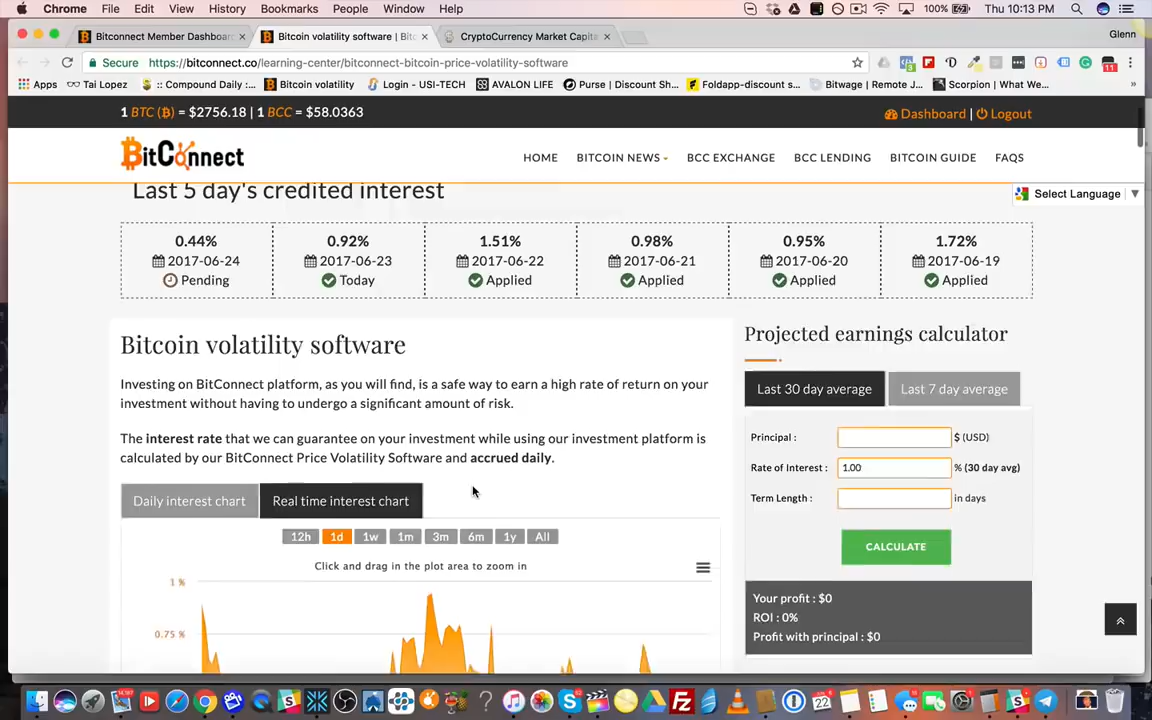 Chrome File Edit View History Bookmarks People Window Help 100% Thu 10:13 PM
Bitconnect Member Dashboar × Bitcoin volatility software | Bit × CryptoCurrency Market Capita × Glenn
Secure https://bitconnect.co/learning-center/bitconnect-bitcoin-price-volatility-software
Apps Tai Lopez :: Compound Daily :... Bitcoin volatility Login - USI-TECH AVALON LIFE Purse | Discount Sh... Foldapp-discount s... Bitwage | Remote J... Scorpion | What We... »
1 BTC (₿) = $2756.18 | 1 BCC = $58.0363 Dashboard | Logout
BitConnect HOME BITCOIN NEWS BCC EXCHANGE BCC LENDING BITCOIN GUIDE FAQS
Last 5 day's credited interest
Select Language ▼
0.44% 0.92% 1.51% 0.98% 0.95% 1.72%
2017-06-24 2017-06-23 2017-06-22 2017-06-21 2017-06-20 2017-06-19
Pending Today Applied Applied Applied Applied
Bitcoin volatility software
Investing on BitConnect platform, as you will find, is a safe way to earn a high rate of return on your
investment without having to undergo a significant amount of risk.
The interest rate that we can guarantee on your investment while using our investment platform is
calculated by our BitConnect Price Volatility Software and accrued daily.
Daily interest chart Real time interest chart
12h 1d 1w 1m 3m 6m 1y All
Click and drag in the plot area to zoom in
1 %
0.75 %
Projected earnings calculator
Last 30 day average Last 7 day average
Principal : $ (USD)
Rate of Interest : 1.00 % (30 day avg)
Term Length : in days
CALCULATE
Your profit : $0
ROI : 0%
Profit with principal : $0